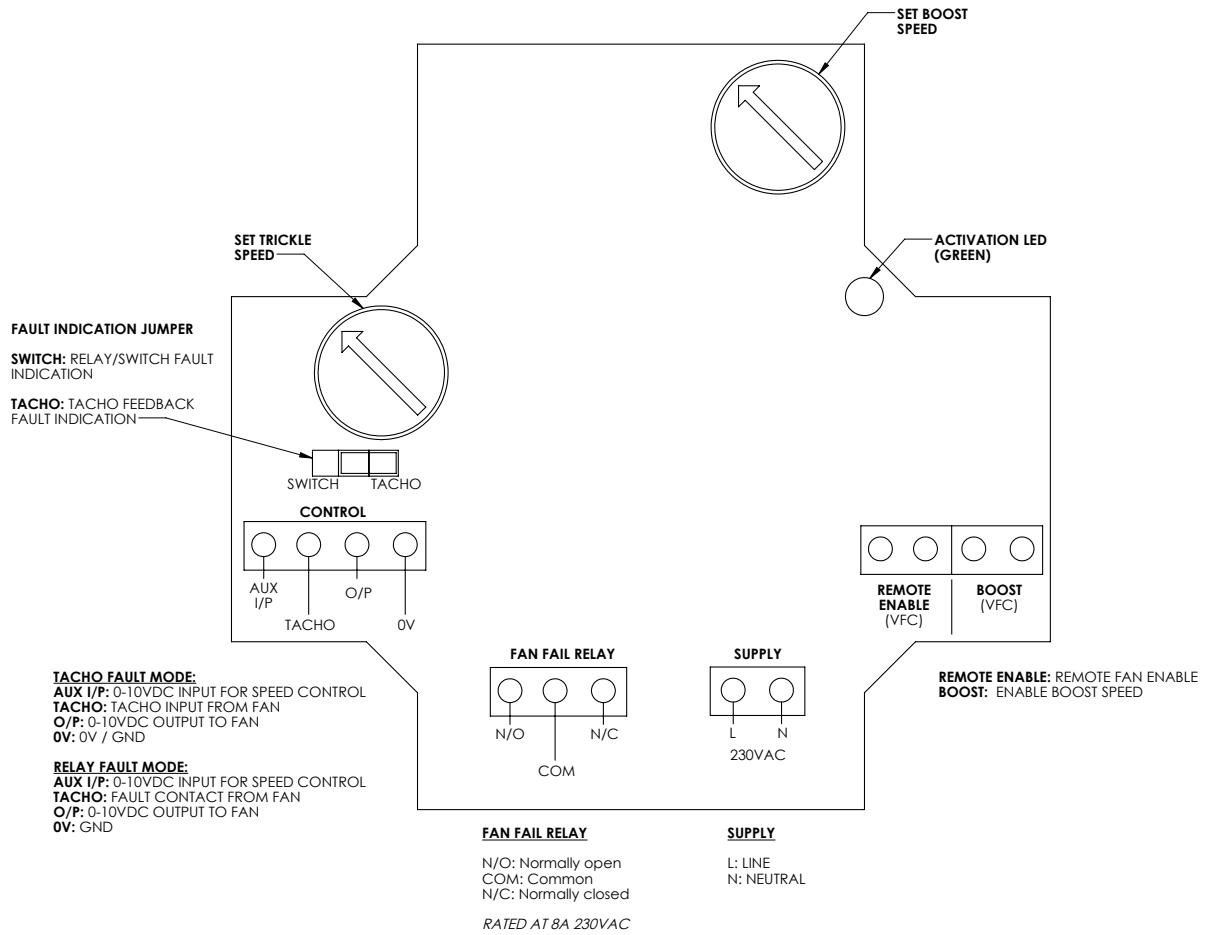 SET BOOST
SPEED
SET TRICKLE
SPEED
ACTIVATION LED
(GREEN)
FAULT INDICATION JUMPER
SWITCH: RELAY/SWITCH FAULT
INDICATION
TACHO: TACHO FEEDBACK
FAULT INDICATION
SWITCH
TACHO
CONTROL
AUX
I/P
TACHO
O/P
0V
REMOTE
ENABLE
(VFC)
BOOST
(VFC)
FAN FAIL RELAY
N/O
COM
N/C
SUPPLY
L
N
230VAC
REMOTE ENABLE: REMOTE FAN ENABLE
BOOST: ENABLE BOOST SPEED
TACHO FAULT MODE:
AUX I/P: 0-10VDC INPUT FOR SPEED CONTROL
TACHO: TACHO INPUT FROM FAN
O/P: 0-10VDC OUTPUT TO FAN
0V: 0V / GND
RELAY FAULT MODE:
AUX I/P: 0-10VDC INPUT FOR SPEED CONTROL
TACHO: FAULT CONTACT FROM FAN
O/P: 0-10VDC OUTPUT TO FAN
0V: GND
FAN FAIL RELAY
N/O: Normally open
COM: Common
N/C: Normally closed
RATED AT 8A 230VAC
SUPPLY
L: LINE
N: NEUTRAL